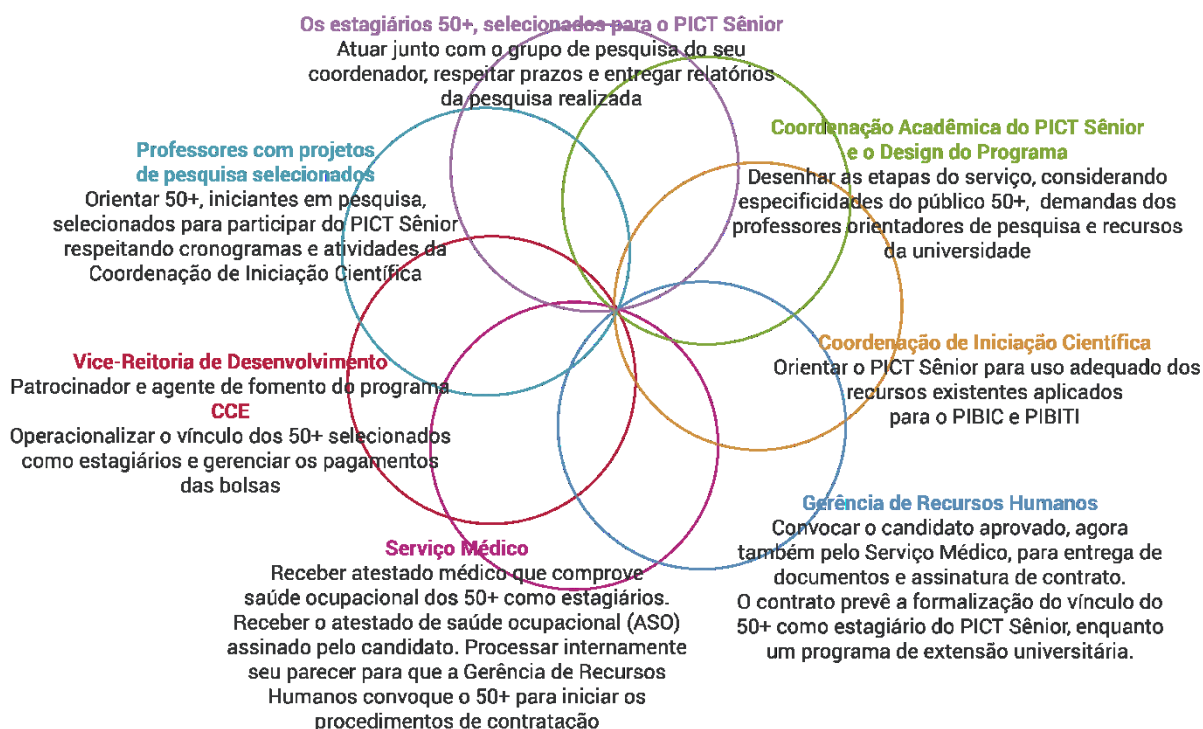 Os estagiários 50+, selecionados para o PICT Sênior
Atuar junto com o grupo de pesquisa do seu
coordenador, respeitar prazos e entregar relatórios
da pesquisa realizada
Coordenação Acadêmica do PICT Sênior
e o Design do Programa
Desenhar as etapas do serviço, considerando
especificidades do público 50+, demandas dos
professores orientadores de pesquisa e recursos
da universidade
Professores com projetos
de pesquisa selecionados
Orientar 50+, iniciantes em pesquisa,
selecionados para participar do PICT Sênior
respeitando cronogramas e atividades da
Coordenação de Iniciação Científica
Coordenação de Iniciação Científica
Orientar o PICT Sênior para uso adequado dos
recursos existentes aplicados
para o PIBIC e PIBITI
Vice-Reitoria de Desenvolvimento
Patrocinador e agente de fomento do programa
CCE
Operacionalizar o vínculo dos 50+ selecionados
como estagiários e gerenciar os pagamentos
das bolsas
Gerência de Recursos Humanos
Convocar o candidato aprovado, agora
também pelo Serviço Médico, para entrega de
documentos e assinatura de contrato.
O contrato prevê a formalização do vínculo do
50+ como estagiário do PICT Sênior, enquanto
um programa de extensão universitária.
Serviço Médico
Receber atestado médico que comprove
saúde ocupacional dos 50+ como estagiários.
Receber o atestado de saúde ocupacional (ASO)
assinado pelo candidato. Processar internamente
seu parecer para que a Gerência de Recursos
Humanos convoque o 50+ para iniciar os
procedimentos de contratação